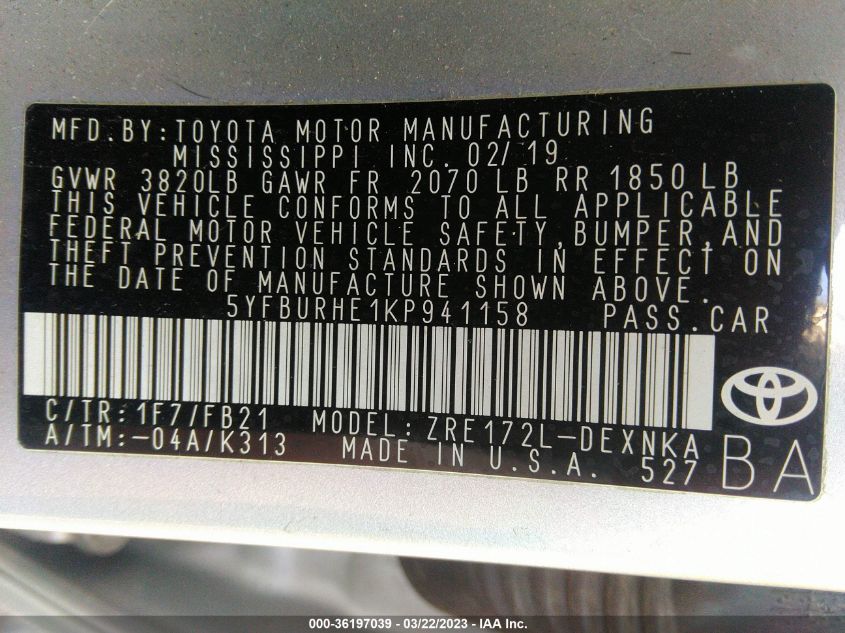 MFD.BY:TOYOTA MOTOR MANUFACTURING
MISSISSIPPI INC. 02/19
GVWR 3820LB GAWR FR 2070 LB RR 1850 LB
THIS VEHICLE CONFORMS TO ALL APPLICABLE
FEDERAL MOTOR VEHICLE SAFETY,BUMPER,AND
THEFT PREVENTION STANDARDS IN EFFECT ON
THE DATE OF MANUFACTURE SHOWN ABOVE.
5YFBURHE1KP941158 PASS.CAR
C/TR:1F7/FB21 MODEL:ZRE172L-DEXNKA
A/TM:-04A/K313 MADE IN U.S.A. 527
BA
000-36197039 - 03/22/2023 - IAA Inc.